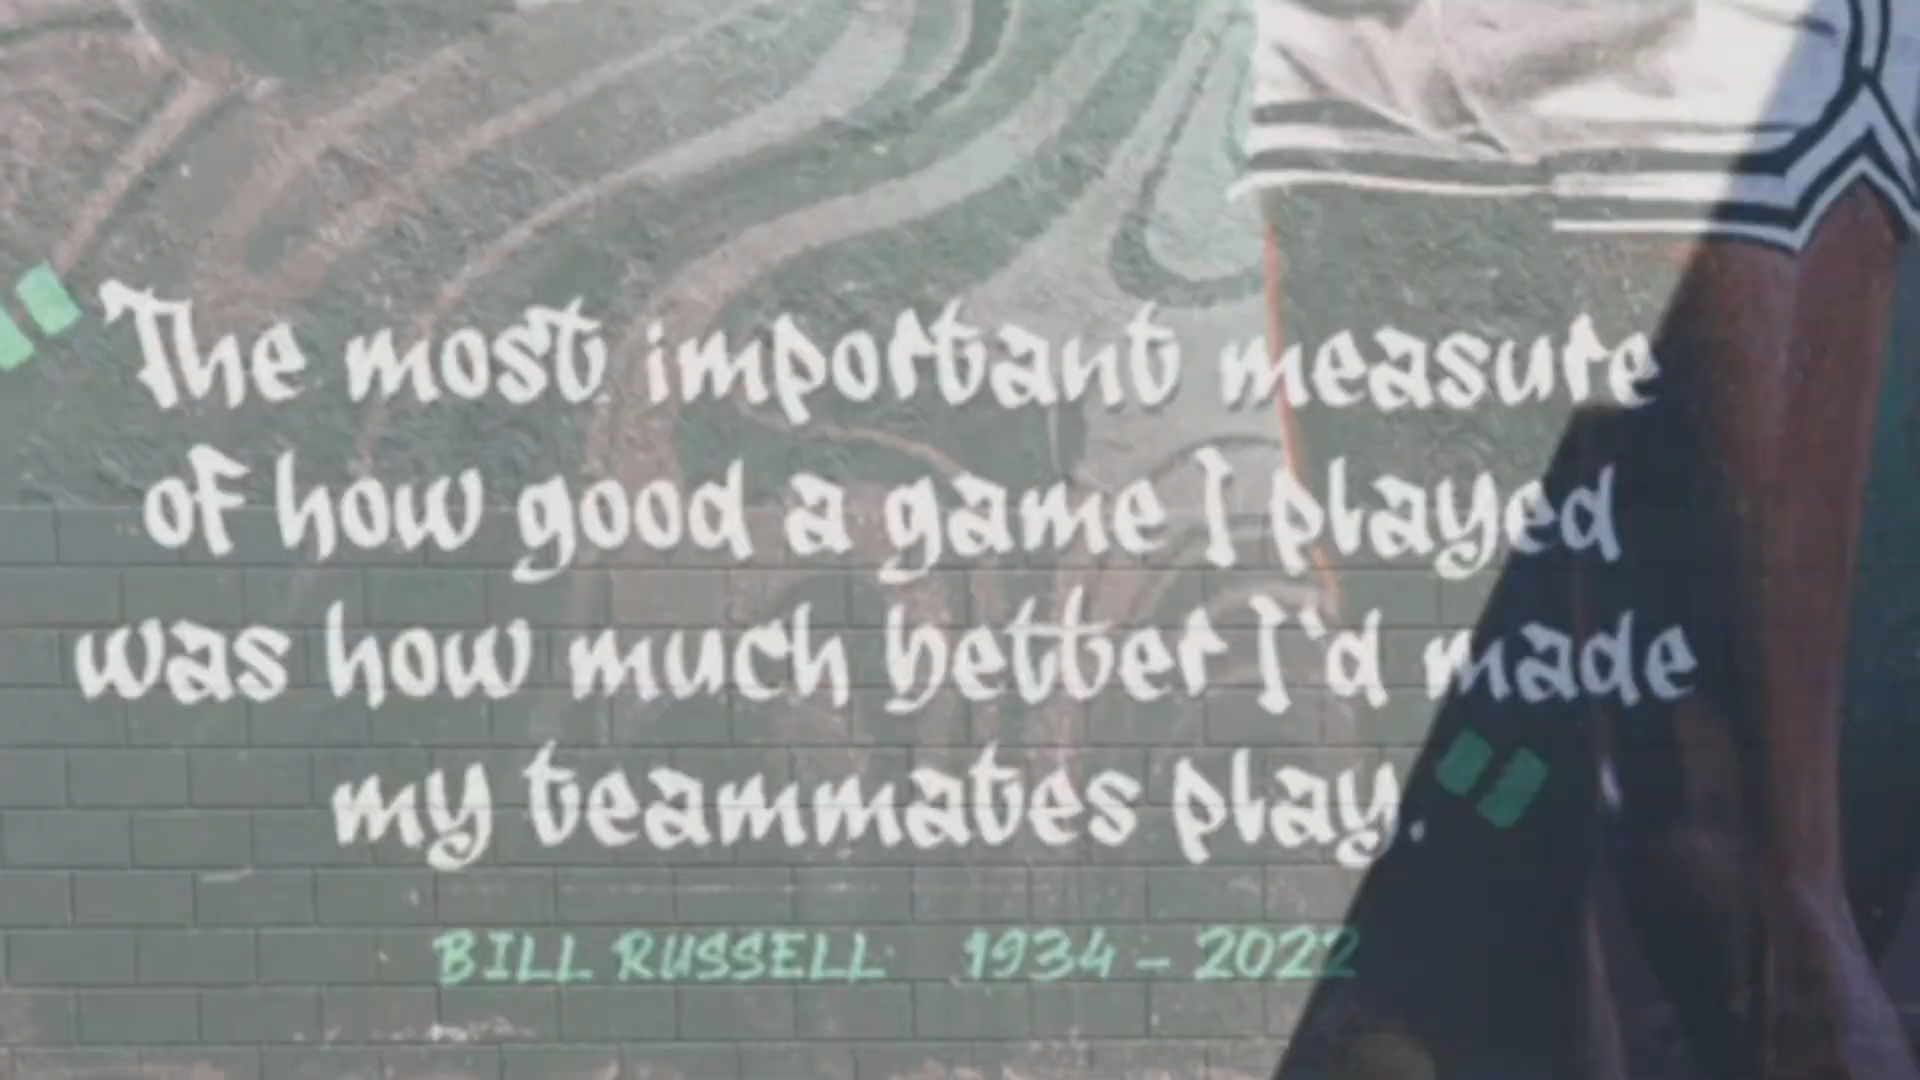 "The most important measure
of how good a game I played
was how much better I'd made
my teammates play."
BILL RUSSELL 1934 – 2022